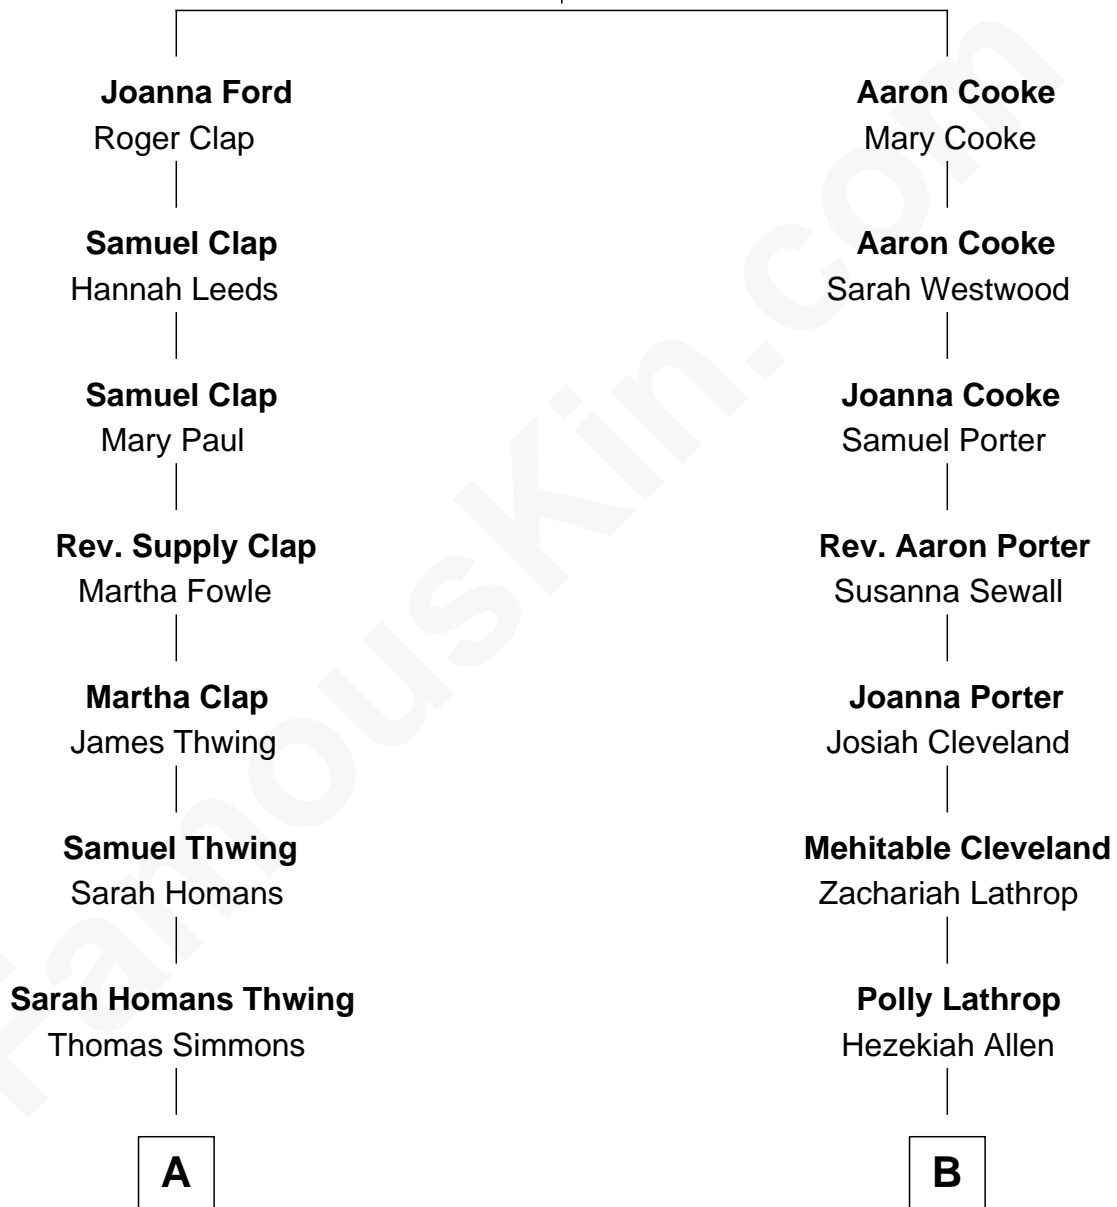 Joanna Ford
Roger Clap
Samuel Clap
Hannah Leeds
Samuel Clap
Mary Paul
Rev. Supply Clap
Martha Fowle
Martha Clap
James Thwing
Samuel Thwing
Sarah Homans
Sarah Homans Thwing
Thomas Simmons
A
Aaron Cooke
Mary Cooke
Aaron Cooke
Sarah Westwood
Joanna Cooke
Samuel Porter
Rev. Aaron Porter
Susanna Sewall
Joanna Porter
Josiah Cleveland
Mehitable Cleveland
Zachariah Lathrop
Polly Lathrop
Hezekiah Allen
B
FamousKin.com